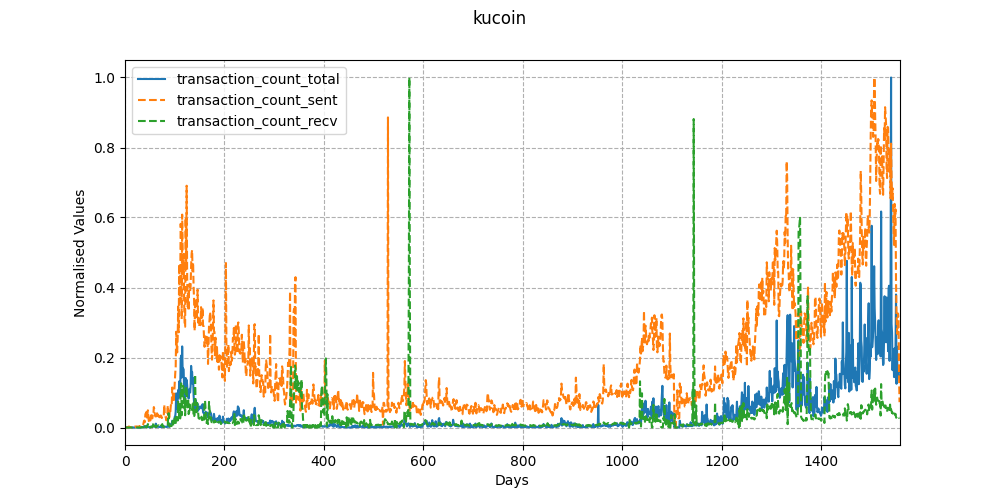 kucoin
transaction_count_total
transaction_count_sent
transaction_count_recv
Normalised Values
1.0
0.8
0.6
0.4
0.2
0.0
0 200 400 600 800 1000 1200 1400
Days